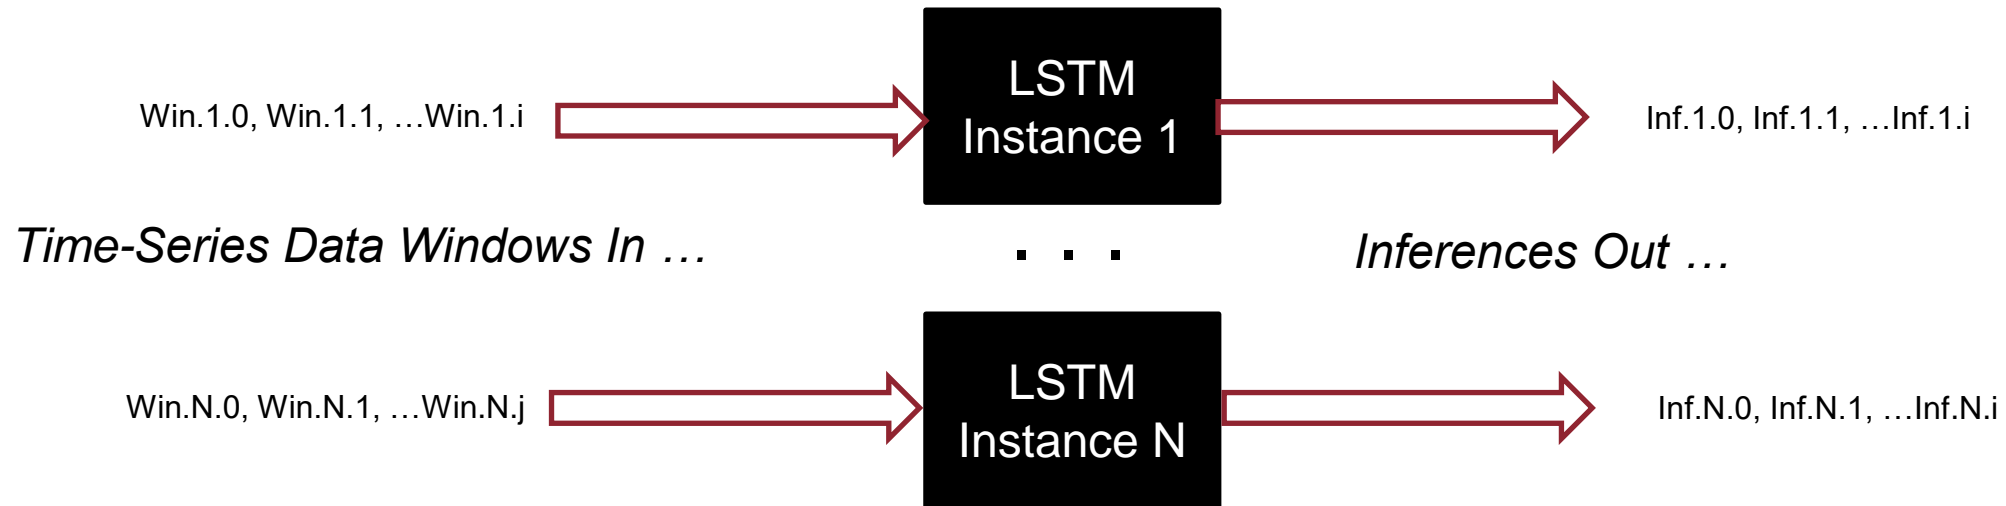 Win.1.0, Win.1.1, …Win.1.i
LSTM
Instance 1
Inf.1.0, Inf.1.1, …Inf.1.i
Time-Series Data Windows In …
. . .
Inferences Out …
Win.N.0, Win.N.1, …Win.N.j
LSTM
Instance N
Inf.N.0, Inf.N.1, …Inf.N.i